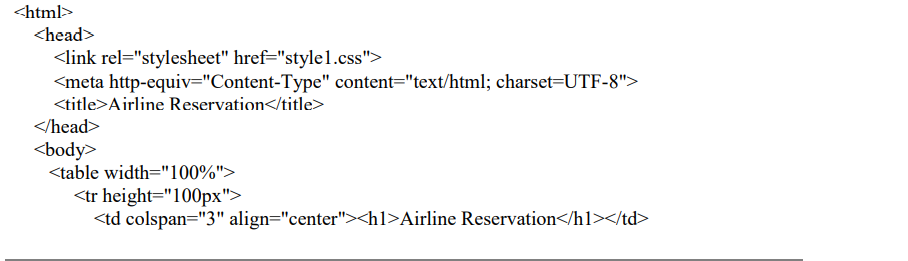 <html>
<head>
<link rel="stylesheet" href="style1.css">
<meta http-equiv="Content-Type" content="text/html; charset=UTF-8">
<title>Airline Reservation</title>
</head>
<body>
<table width="100%">
<tr height="100px">
<td colspan="3" align="center"><h1>Airline Reservation</h1></td>